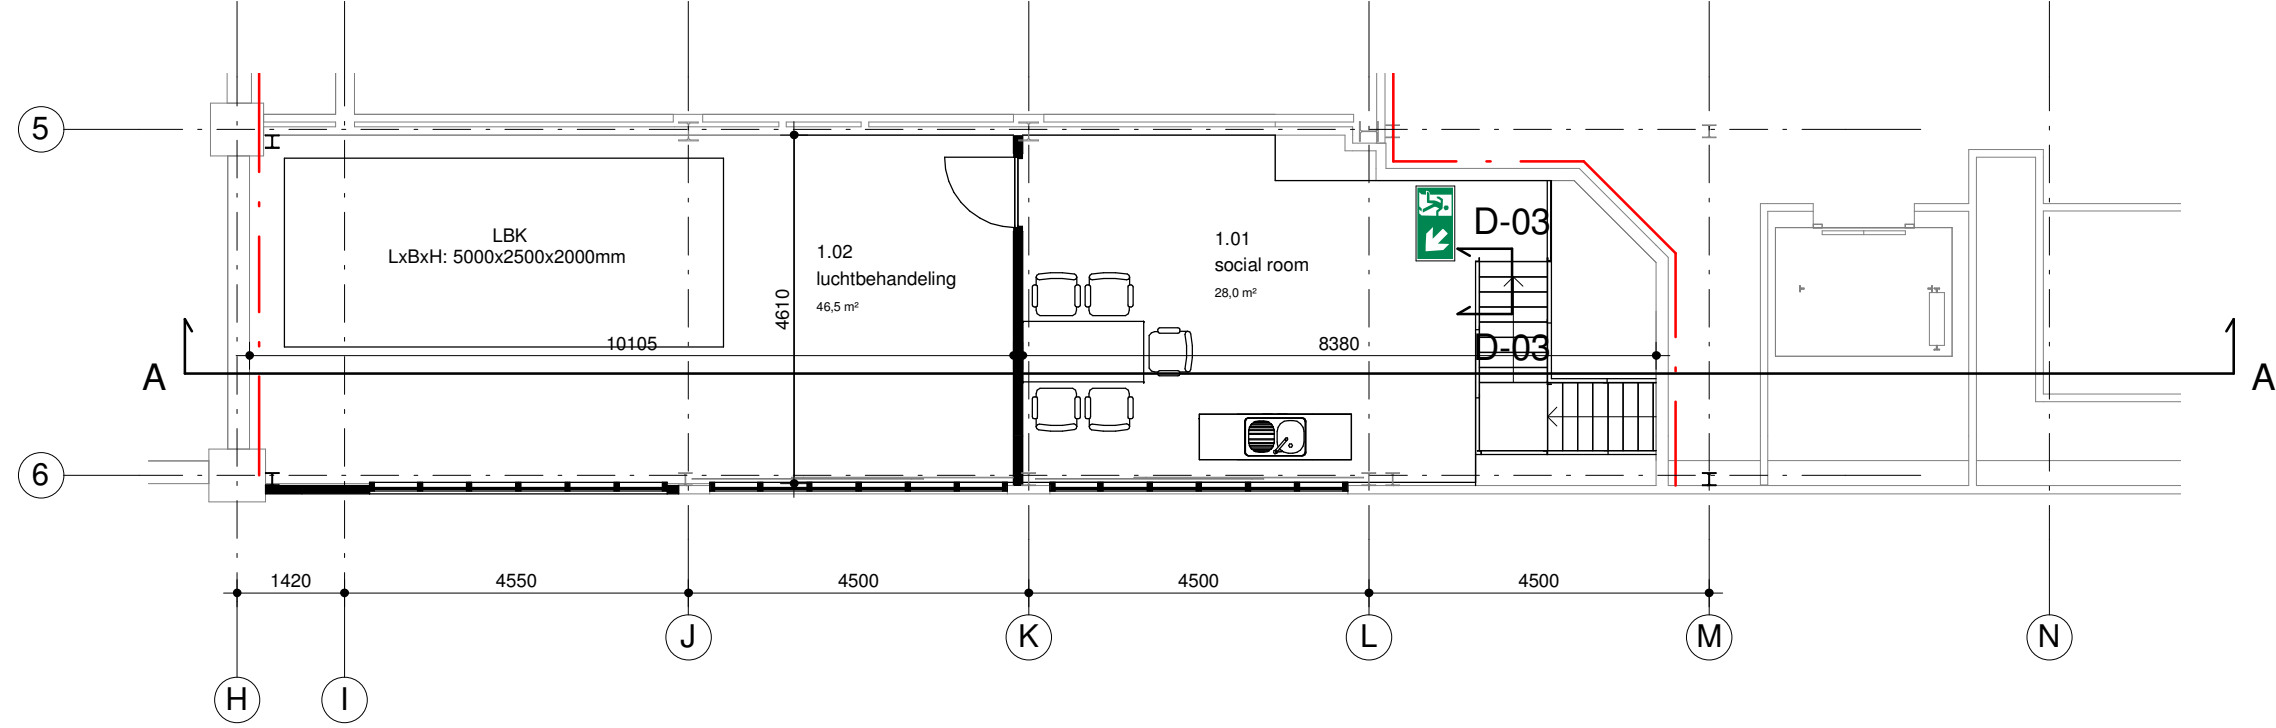 5
LBK
LxBxH: 5000x2500x2000mm
1.02
luchtbehandeling
46,5 m²
4610
10105
1.01
social room
28,0 m²
D-03
8380
D-03
A
A
6
1420
4550
4500
4500
4500
J
K
L
M
N
H
I